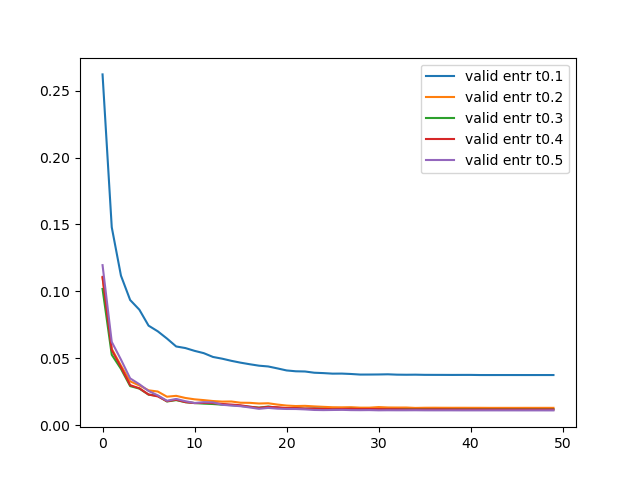 valid entr t0.1
valid entr t0.2
valid entr t0.3
valid entr t0.4
valid entr t0.5
0.25
0.20
0.15
0.10
0.05
0.00
0 10 20 30 40 50